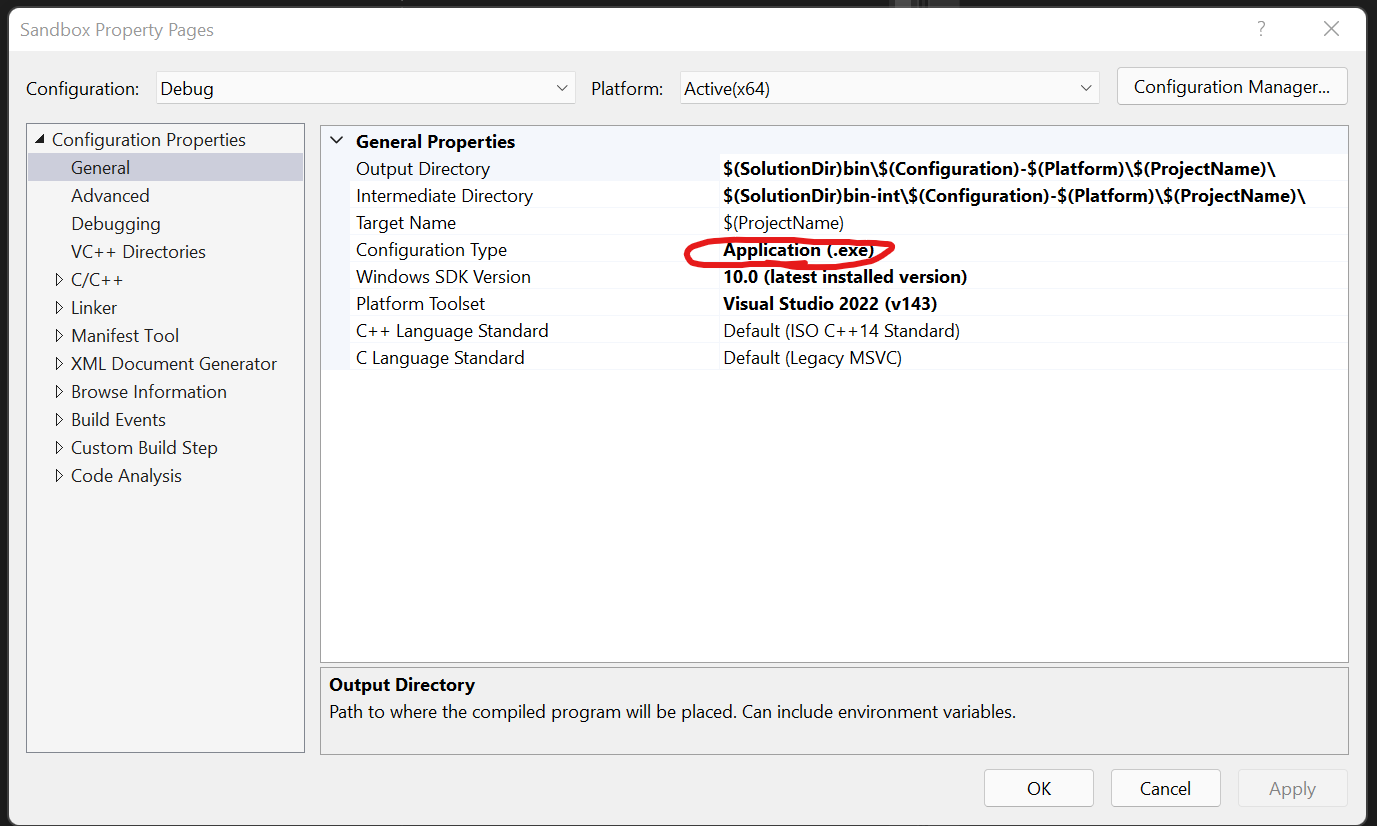 Sandbox Property Pages ?
Configuration: Debug Platform: Active(x64) Configuration Manager...
Configuration Properties
General
Advanced
Debugging
VC++ Directories
C/C++
Linker
Manifest Tool
XML Document Generator
Browse Information
Build Events
Custom Build Step
Code Analysis
General Properties
Output Directory $(SolutionDir)bin\$(Configuration)-$(Platform)\$(ProjectName)\
Intermediate Directory $(SolutionDir)bin-int\$(Configuration)-$(Platform)\$(ProjectName)\
Target Name $(ProjectName)
Configuration Type Application (.exe)
Windows SDK Version 10.0 (latest installed version)
Platform Toolset Visual Studio 2022 (v143)
C++ Language Standard Default (ISO C++14 Standard)
C Language Standard Default (Legacy MSVC)
Output Directory
Path to where the compiled program will be placed. Can include environment variables.
OK Cancel Apply